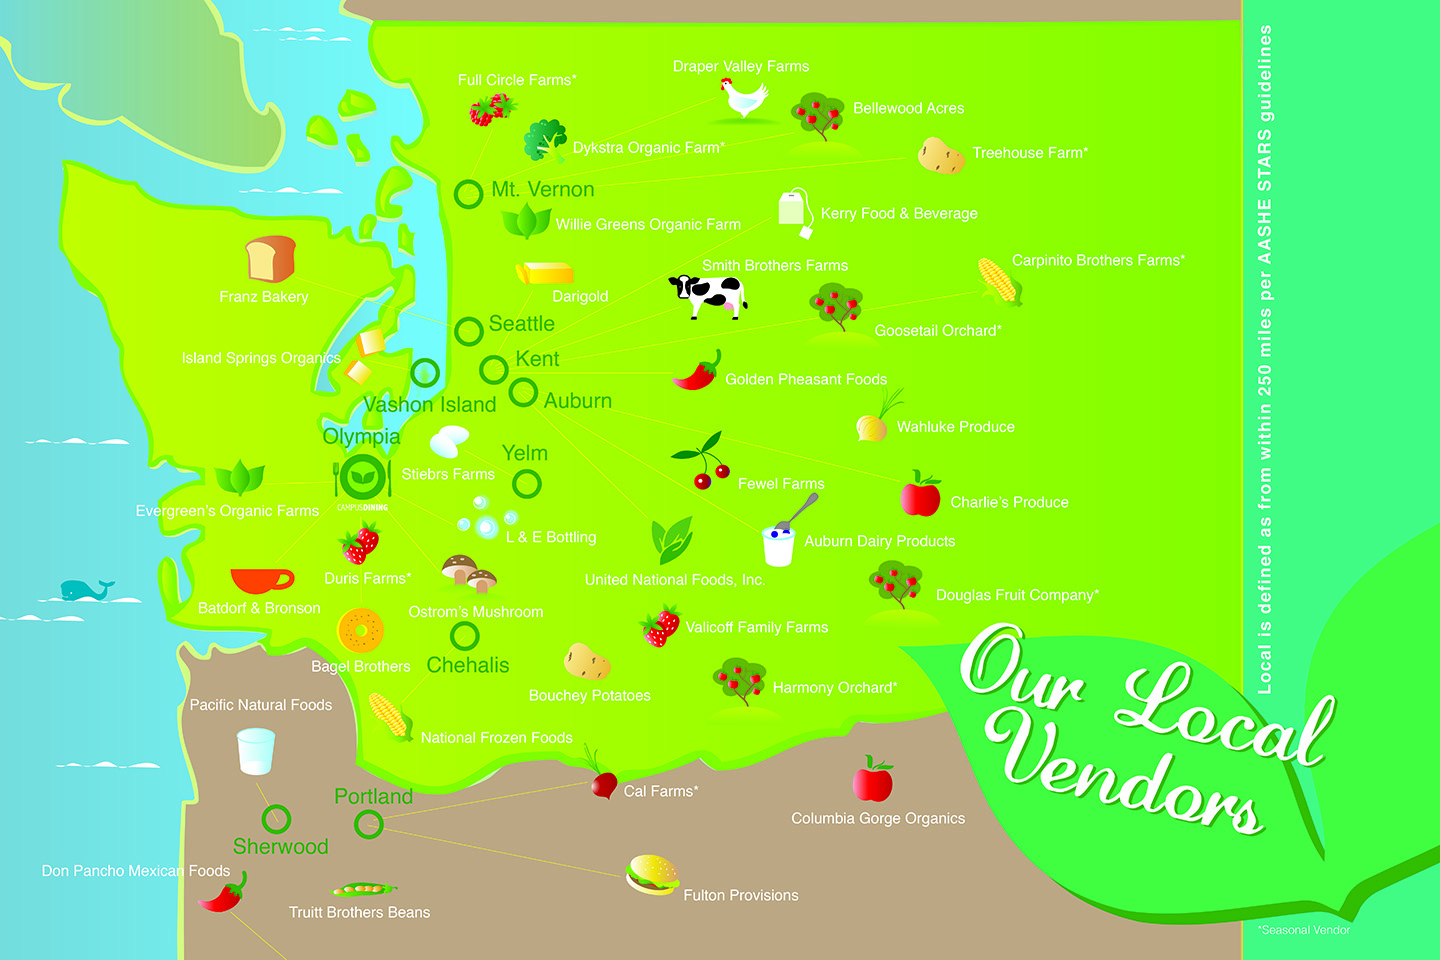 Draper Valley Farms
Full Circle Farms*
Bellewood Acres
Dykstra Organic Farm*
Treehouse Farm*
Mt. Vernon
Kerry Food & Beverage
Willie Greens Organic Farm
Smith Brothers Farms
Carpinito Brothers Farms*
Franz Bakery
Darigold
Seattle
Goosetail Orchard*
Island Springs Organics
Kent
Golden Pheasant Foods
Vashon Island
Auburn
Wahluke Produce
Olympia
Yelm
Stiebrs Farms
Fewel Farms
Charlie's Produce
CAMPUSDINING
Evergreen's Organic Farms
L & E Bottling
Auburn Dairy Products
Duris Farms*
United National Foods, Inc.
Douglas Fruit Company*
Batdorf & Bronson
Ostrom's Mushroom
Valicoff Family Farms
Bagel Brothers
Chehalis
Bouchey Potatoes
Harmony Orchard*
Pacific Natural Foods
National Frozen Foods
Portland
Cal Farms*
Columbia Gorge Organics
Sherwood
Don Pancho Mexican Foods
Fulton Provisions
Truitt Brothers Beans
Our Local
Vendors
Local is defined as from within 250 miles per AASHE STARS guidelines
*Seasonal Vendor